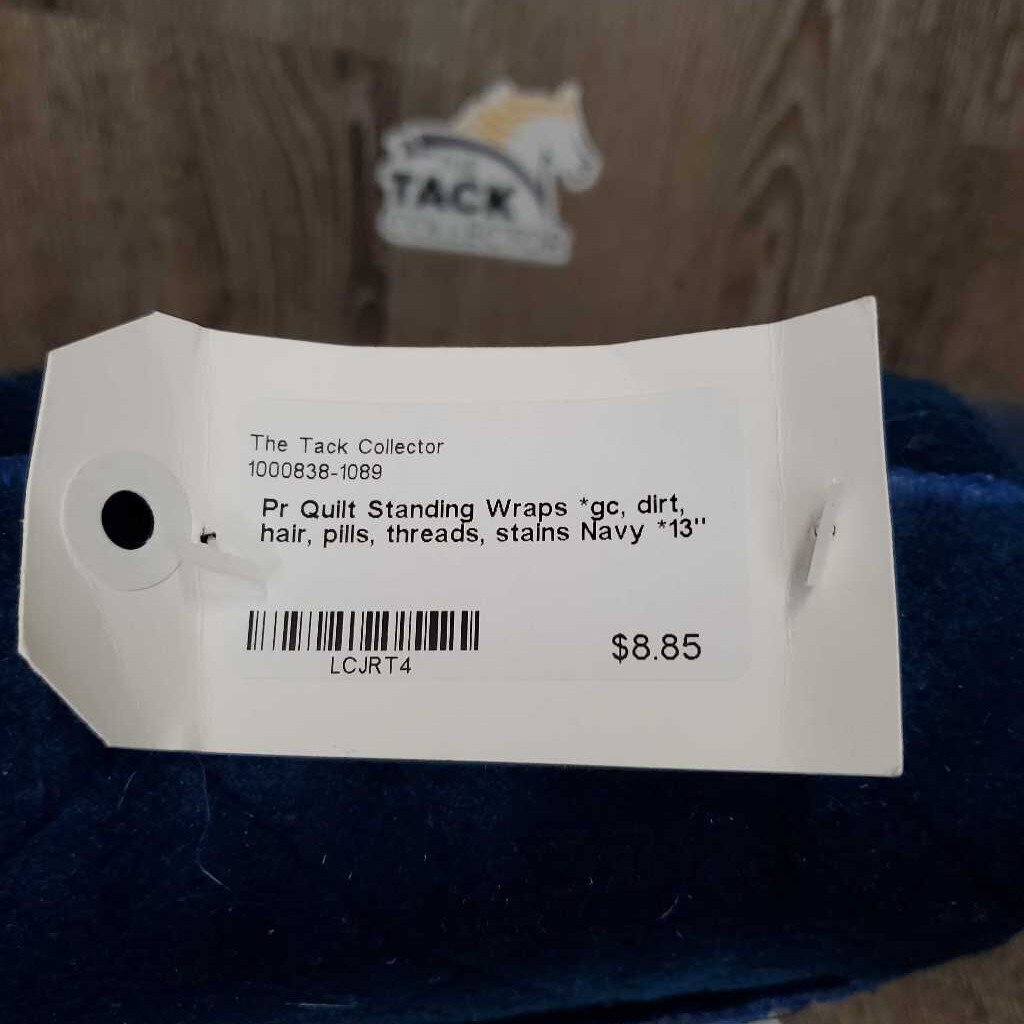 TACK
The Tack Collector
1000838-1089
Pr Quilt Standing Wraps *gc, dirt,
hair, pills, threads, stains Navy *13"
LCJRT4
$8.85